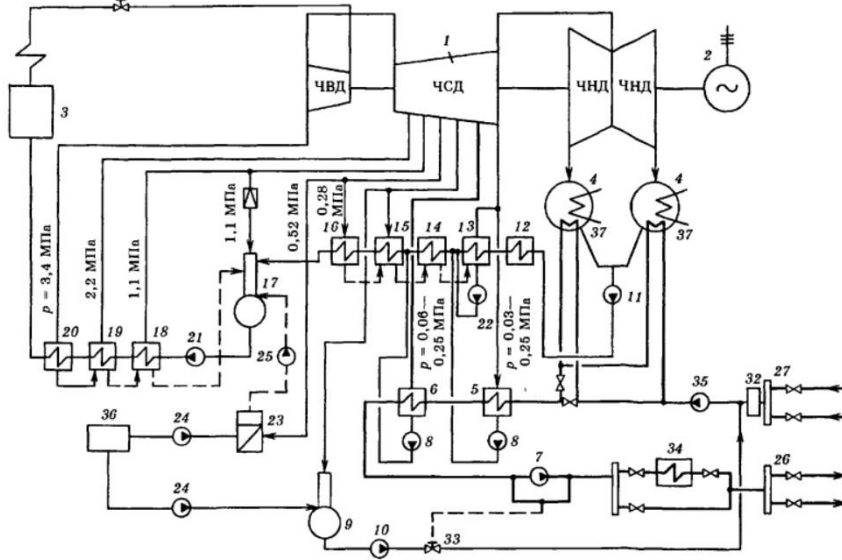 1
2
ЧВД
ЧСД
ЧНД
ЧНД
3
4
4
37
37
p = 3,4 МПа
2,2 МПа
1,1 МПа
1,1 МПа
0,52 МПа
0,28 МПа
16
15
14
13
12
17
11
22
p = 0,06—
0,25 МПа
p = 0,03—
0,25 МПа
20
19
18
21
25
6
5
35
32
27
36
24
23
8
8
7
34
26
24
9
10
33